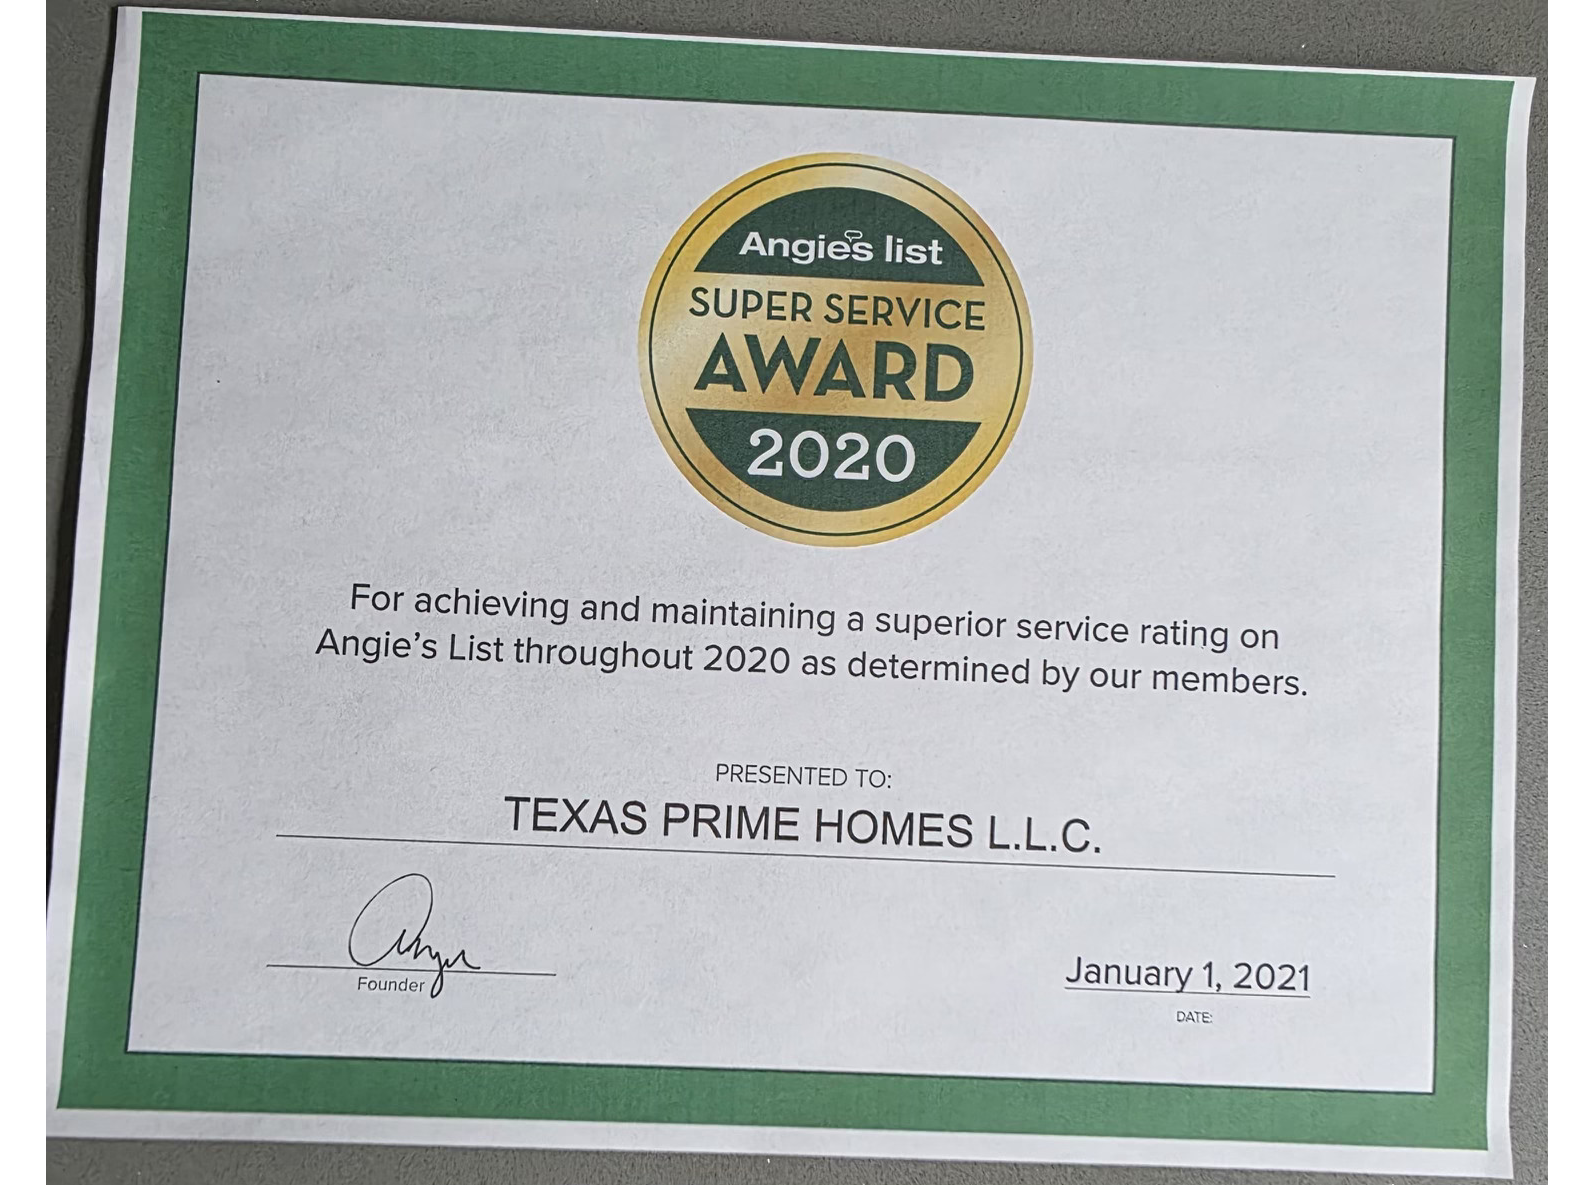 Angie's list
SUPER SERVICE
AWARD
2020
For achieving and maintaining a superior service rating on
Angie's List throughout 2020 as determined by our members.
PRESENTED TO:
TEXAS PRIME HOMES L.L.C.
Angie
Founder
January 1, 2021
DATE: